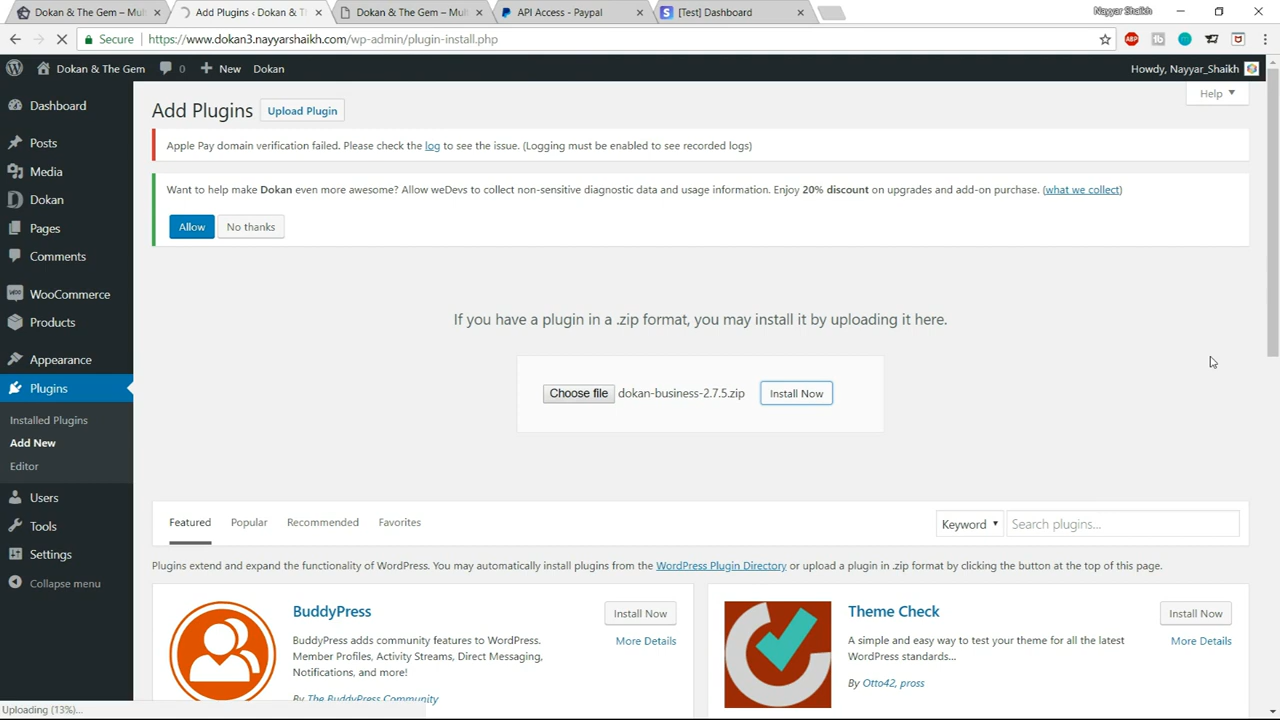 Dokan & The Gem – Mult
Add Plugins ‹ Dokan & Th
Dokan & The Gem – Mult
API Access - Paypal
[Test] Dashboard
Nayyar Shaikh
Secure
https://www.dokan3.nayyarshaikh.com/wp-admin/plugin-install.php
Dokan & The Gem
0
New
Dokan
Howdy, Nayyar_Shaikh
Dashboard
Posts
Media
Dokan
Pages
Comments
WooCommerce
Products
Appearance
Plugins
Installed Plugins
Add New
Editor
Users
Tools
Settings
Collapse menu
Help
Add Plugins
Upload Plugin
Apple Pay domain verification failed. Please check the log to see the issue. (Logging must be enabled to see recorded logs)
Want to help make Dokan even more awesome? Allow weDevs to collect non-sensitive diagnostic data and usage information. Enjoy 20% discount on upgrades and add-on purchase. (what we collect)
Allow
No thanks
If you have a plugin in a .zip format, you may install it by uploading it here.
Choose file
dokan-business-2.7.5.zip
Install Now
Featured
Popular
Recommended
Favorites
Keyword
Search plugins...
Plugins extend and expand the functionality of WordPress. You may automatically install plugins from the WordPress Plugin Directory or upload a plugin in .zip format by clicking the button at the top of this page.
BuddyPress
Install Now
More Details
BuddyPress adds community features to WordPress.
Member Profiles, Activity Streams, Direct Messaging,
Notifications, and more!
By The BuddyPress Community
Theme Check
Install Now
More Details
A simple and easy way to test your theme for all the latest
WordPress standards...
By Otto42, pross
Uploading (13%)...